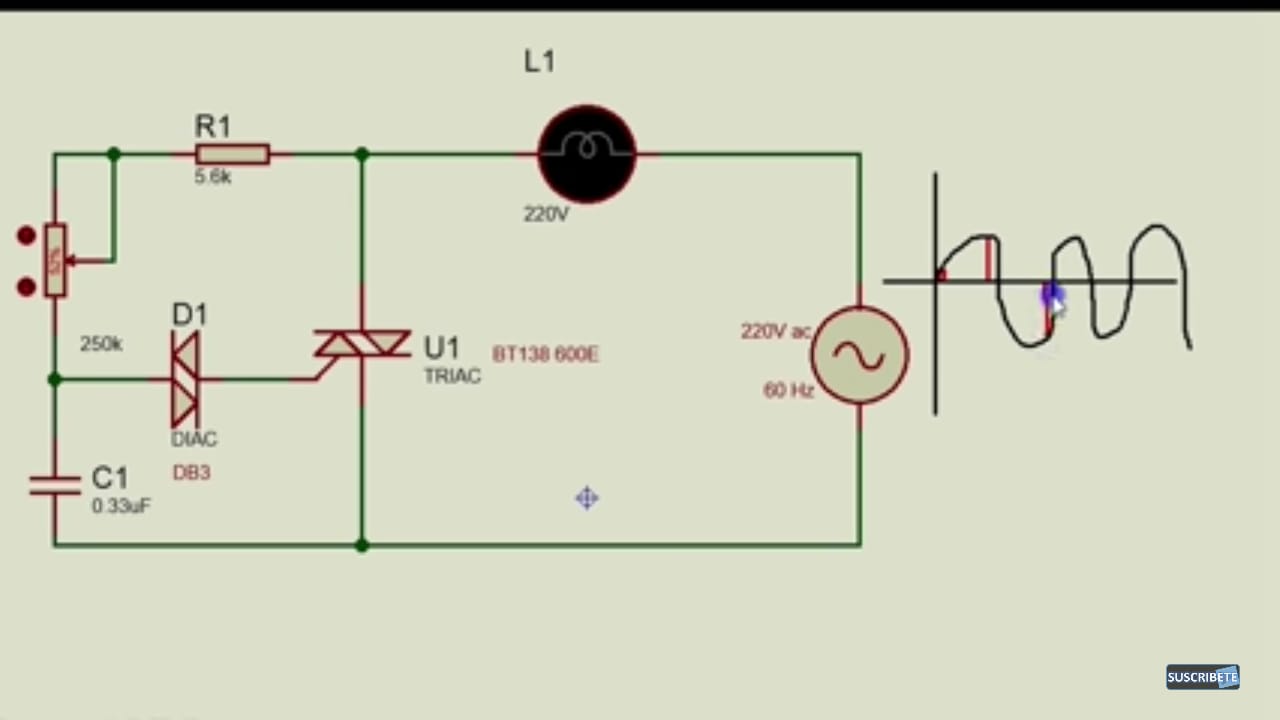 L1
R1
5.6k
220V
D1
250k
U1
BT138 600E
TRIAC
220V ac
60 Hz
DIAC
DB3
C1
0.33uF
SUSCRIBETE